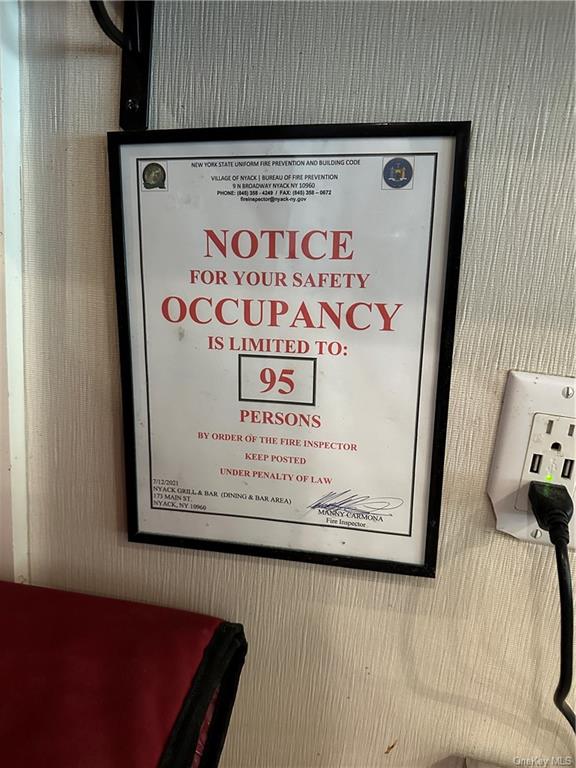 NEW YORK STATE UNIFORM FIRE PREVENTION AND BUILDING CODE
VILLAGE OF NYACK | BUREAU OF FIRE PREVENTION
9 N BROADWAY NYACK NY 10960
PHONE: (845) 358 - 4249 / FAX: (845) 358 – 0672
fireinspector@nyack-ny.gov
NOTICE
FOR YOUR SAFETY
OCCUPANCY
IS LIMITED TO:
95
PERSONS
BY ORDER OF THE FIRE INSPECTOR
KEEP POSTED
UNDER PENALTY OF LAW
7/12/2021
NYACK GRILL & BAR (DINING & BAR AREA)
173 MAIN ST.
NYACK, NY 10960
MANNY CARMONA
Fire Inspector
OneKey MLS